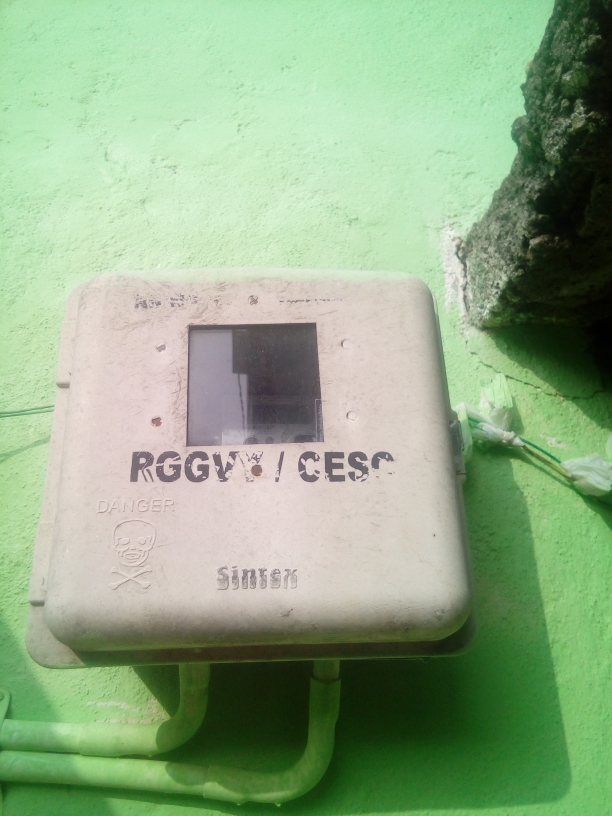 RGGVY / CESC
DANGER
Sintex